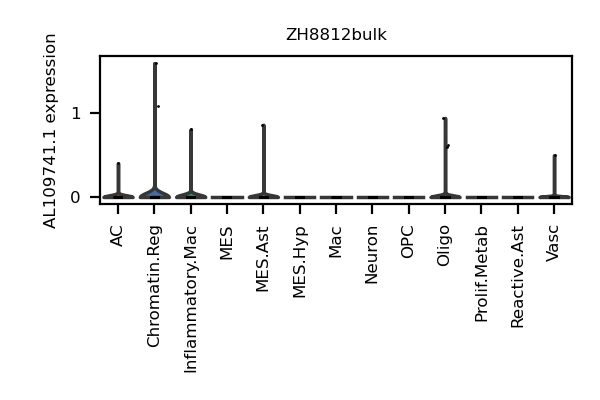 ZH8812bulk
AL109741.1 expression
1
0
AC
Chromatin.Reg
Inflammatory.Mac
MES
MES.Ast
MES.Hyp
Mac
Neuron
OPC
Oligo
Prolif.Metab
Reactive.Ast
Vasc